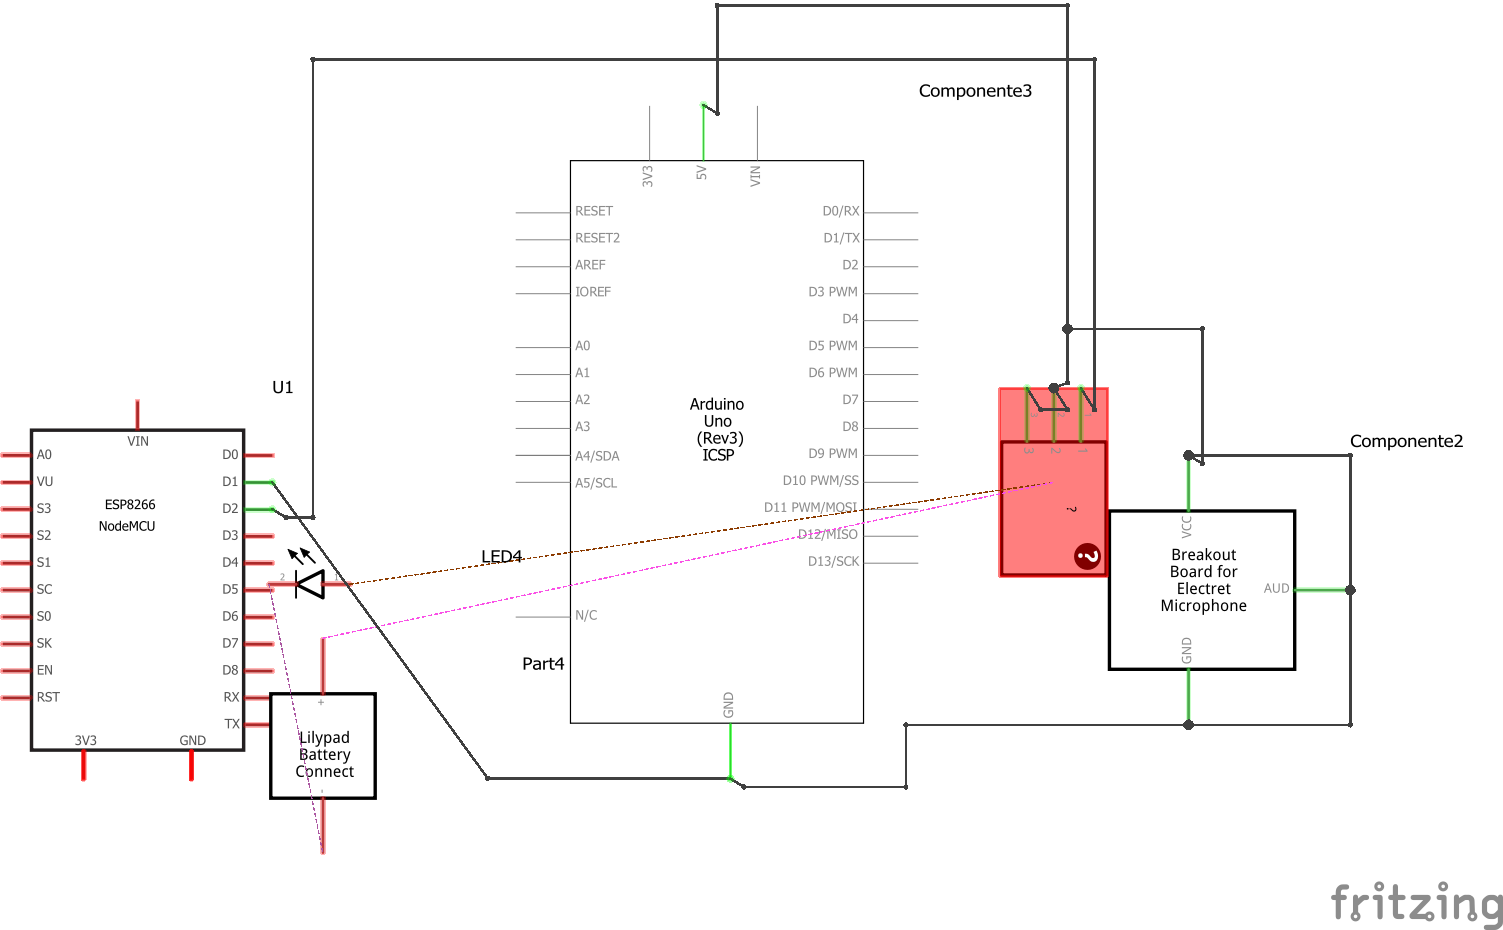 Componente3
3V3
5V
VIN
RESET
RESET2
AREF
IOREF
A0
A1
A2
A3
A4/SDA
A5/SCL
N/C
D0/RX
D1/TX
D2
D3 PWM
D4
D5 PWM
D6 PWM
D7
D8
D9 PWM
D10 PWM/SS
D11 PWM/MOSI
D12/MISO
D13/SCK
Arduino
Uno
(Rev3)
ICSP
GND
Part4
U1
VIN
A0
VU
S3
S2
S1
SC
S0
SK
EN
RST
D0
D1
D2
D3
D4
D5
D6
D7
D8
RX
TX
ESP8266
NodeMCU
3V3
GND
LED4
2
1
+
Lilypad
Battery
Connect
-
3
2
1
?
?
Componente2
VCC
Breakout
Board for
Electret
Microphone
AUD
GND
fritzing